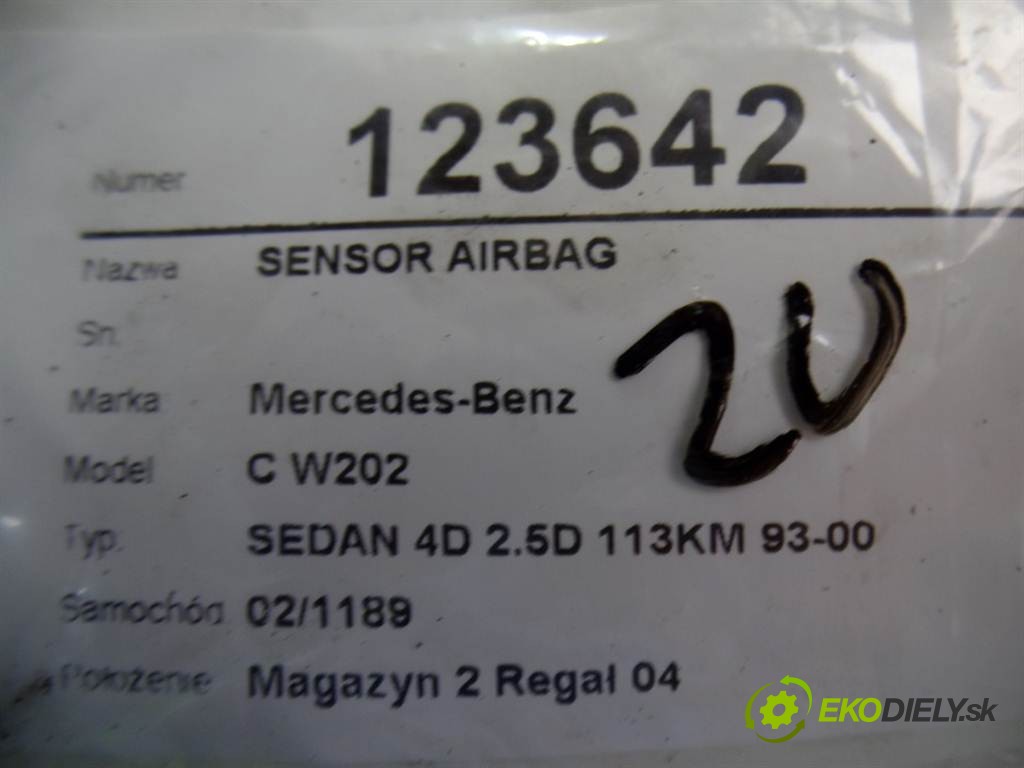 Numer 123642
Nazwa SENSOR AIRBAG
Sn.
Marka Mercedes-Benz
Model C W202
Typ. SEDAN 4D 2.5D 113KM 93-00
Samochód 02/1189
Położenie Magazyn 2 Regał 04
20
EKODIELY.sk